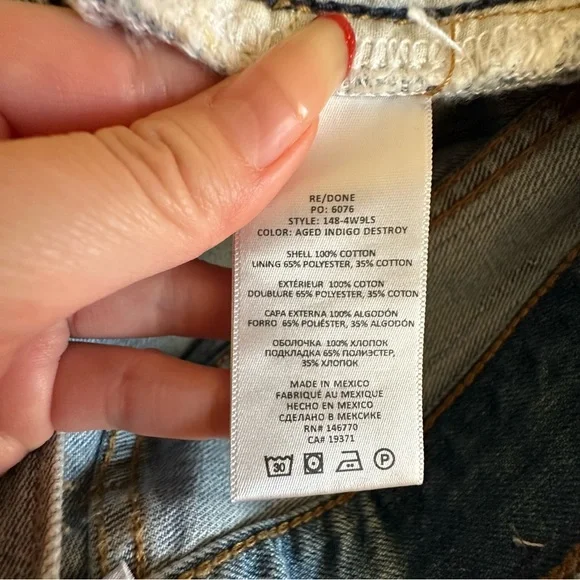 RE/DONE
PO: 6076
STYLE: 148-4W9LS
COLOR: AGED INDIGO DESTROY
SHELL 100% COTTON
LINING 65% POLYESTER, 35% COTTON
EXTÉRIEUR 100% COTON
DOUBLURE 65% POLYESTER, 35% COTON
CAPA EXTERNA 100% ALGODÓN
FORRO 65% POLIÉSTER, 35% ALGODÓN
ОБОЛОЧКА 100% ХЛОПОК
ПОДКЛАДКА 65% ПОЛИЭСТЕР,
35% ХЛОПОК
MADE IN MEXICO
FABRIQUÉ AU MEXIQUE
HECHO EN MÉXICO
СДЕЛАНО В МЕКСИКЕ
RN# 146770
CA# 19371
30 P